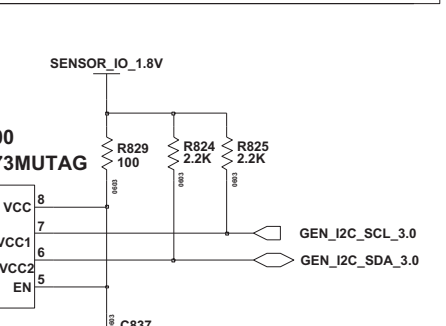 SENSOR_IO_1.8V
00
73MUTAG
R829
100
0603
R824
2.2K
0603
R825
2.2K
0603
VCC 8
7
VCC1
6
VCC2
EN 5
GEN_I2C_SCL_3.0
GEN_I2C_SDA_3.0
603
C837